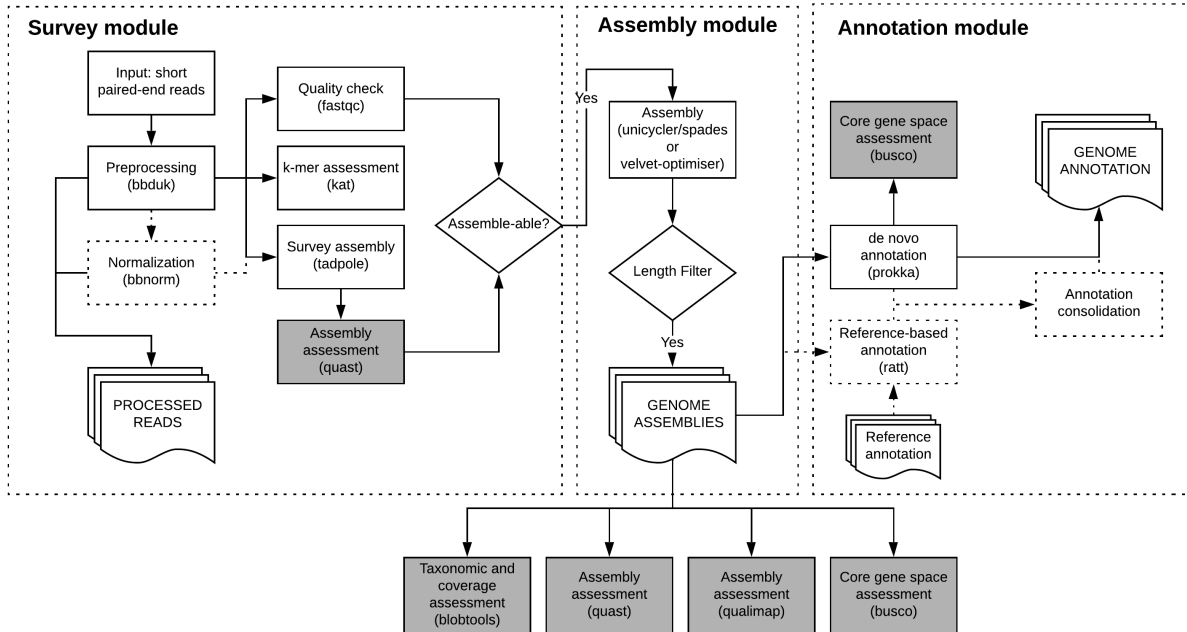 Survey module
Input: short
paired-end reads
Preprocessing
(bbduk)
Normalization
(bbnorm)
PROCESSED
READS
Quality check
(fastqc)
k-mer assessment
(kat)
Survey assembly
(tadpole)
Assembly
assessment
(quast)
Assemble-able?
Yes
Assembly module
Assembly
(unicycler/spades
or
velvet-optimiser)
Length Filter
Yes
GENOME
ASSEMBLIES
Annotation module
Core gene space
assessment
(busco)
GENOME
ANNOTATION
de novo
annotation
(prokka)
Annotation
consolidation
Reference-based
annotation
(ratt)
Reference
annotation
Taxonomic and
coverage
assessment
(blobtools)
Assembly
assessment
(quast)
Assembly
assessment
(qualimap)
Core gene space
assessment
(busco)